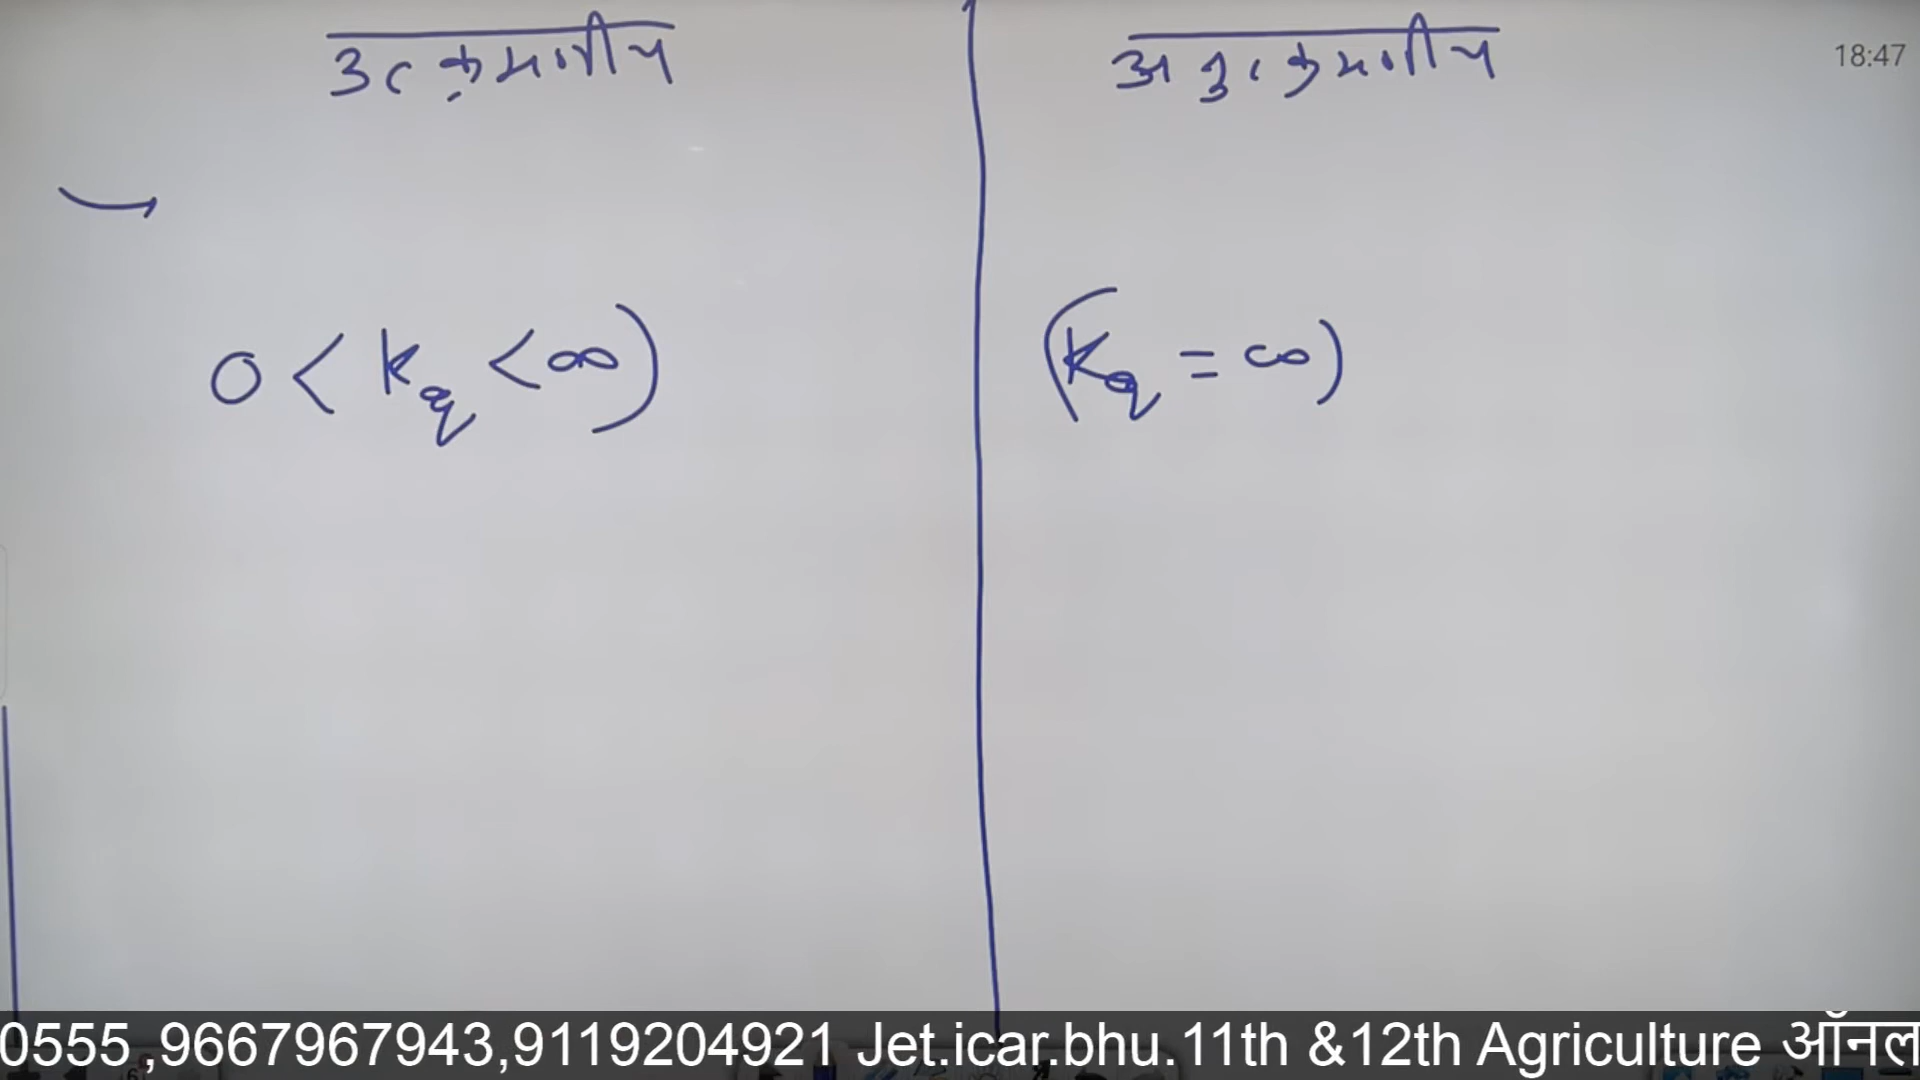 उत्क्रमणीय
अनुत्क्रमणीय
18:47
0 < Kq < ∞)
(Kq = ∞)
0555 ,9667967943,9119204921 Jet.icar.bhu.11th &12th Agriculture ऑनल